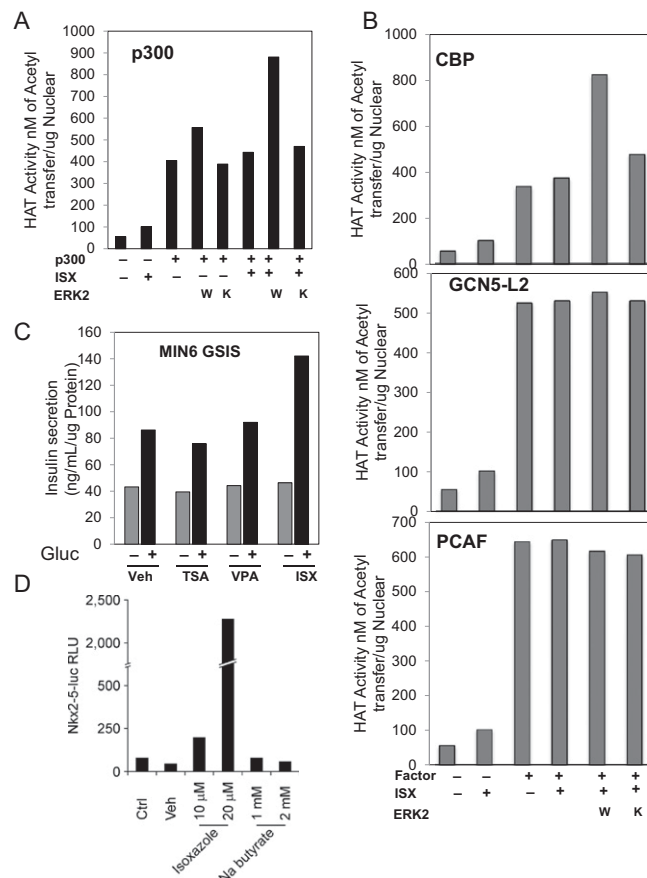 A
p300
HAT Activity nM of Acetyl
transfer/ug Nuclear
1000
900
800
700
600
500
400
300
200
100
0
p300 – – + + + + + +
ISX – + – – – + + +
ERK2 W K W K
B
CBP
HAT Activity nM of Acetyl
transfer/ug Nuclear
1000
800
600
400
200
0
GCN5-L2
HAT Activity nM of Acetyl
transfer/ug Nuclear
600
500
400
300
200
100
0
PCAF
HAT Activity nM of Acetyl
transfer/ug Nuclear
700
600
500
400
300
200
100
0
Factor – – + + + +
ISX – + – + + +
ERK2 W K
C
MIN6 GSIS
Insulin secretion
(ng/mL/ug Protein)
160
140
120
100
80
60
40
20
0
Gluc – + – + – + – +
Veh TSA VPA ISX
D
Nkx2-5-luc RLU
2,500
2,000
500
250
0
Ctrl
Veh
10 µM
20 µM
1 mM
2 mM
Isoxazole
Na butyrate